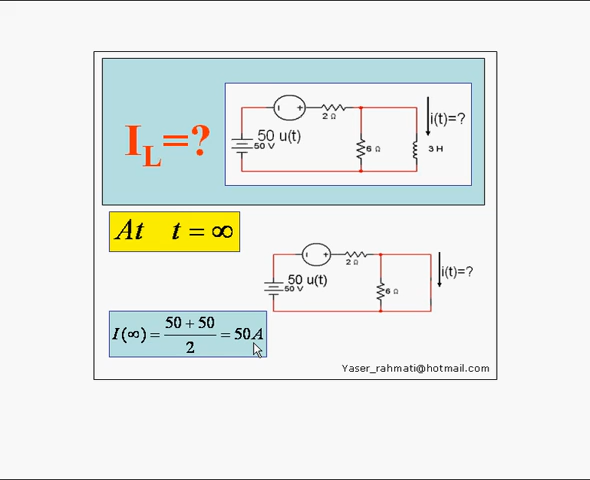 I_L=?
50 u(t)
50 V
2 Ω
6 Ω
i(t)=?
3 H
At t = ∞
50 u(t)
50 V
2 Ω
6 Ω
i(t)=?
I(∞) = (50 + 50)/2 = 50A
Yaser_rahmati@hotmail.com